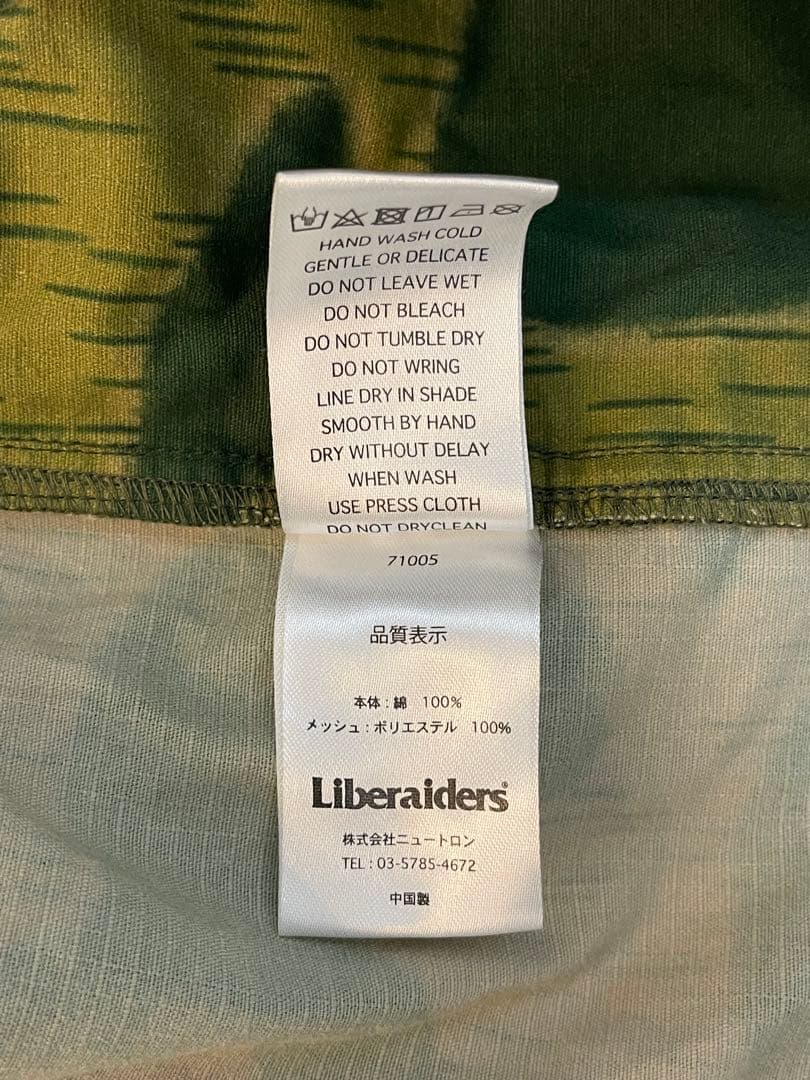 HAND WASH COLD
GENTLE OR DELICATE
DO NOT LEAVE WET
DO NOT BLEACH
DO NOT TUMBLE DRY
DO NOT WRING
LINE DRY IN SHADE
SMOOTH BY HAND
DRY WITHOUT DELAY
WHEN WASH
USE PRESS CLOTH
DO NOT DRYCLEAN
71005
品質表示
本体 : 綿 100%
メッシュ : ポリエステル 100%
Liberaiders®
株式会社ニュートロン
TEL : 03-5785-4672
中国製